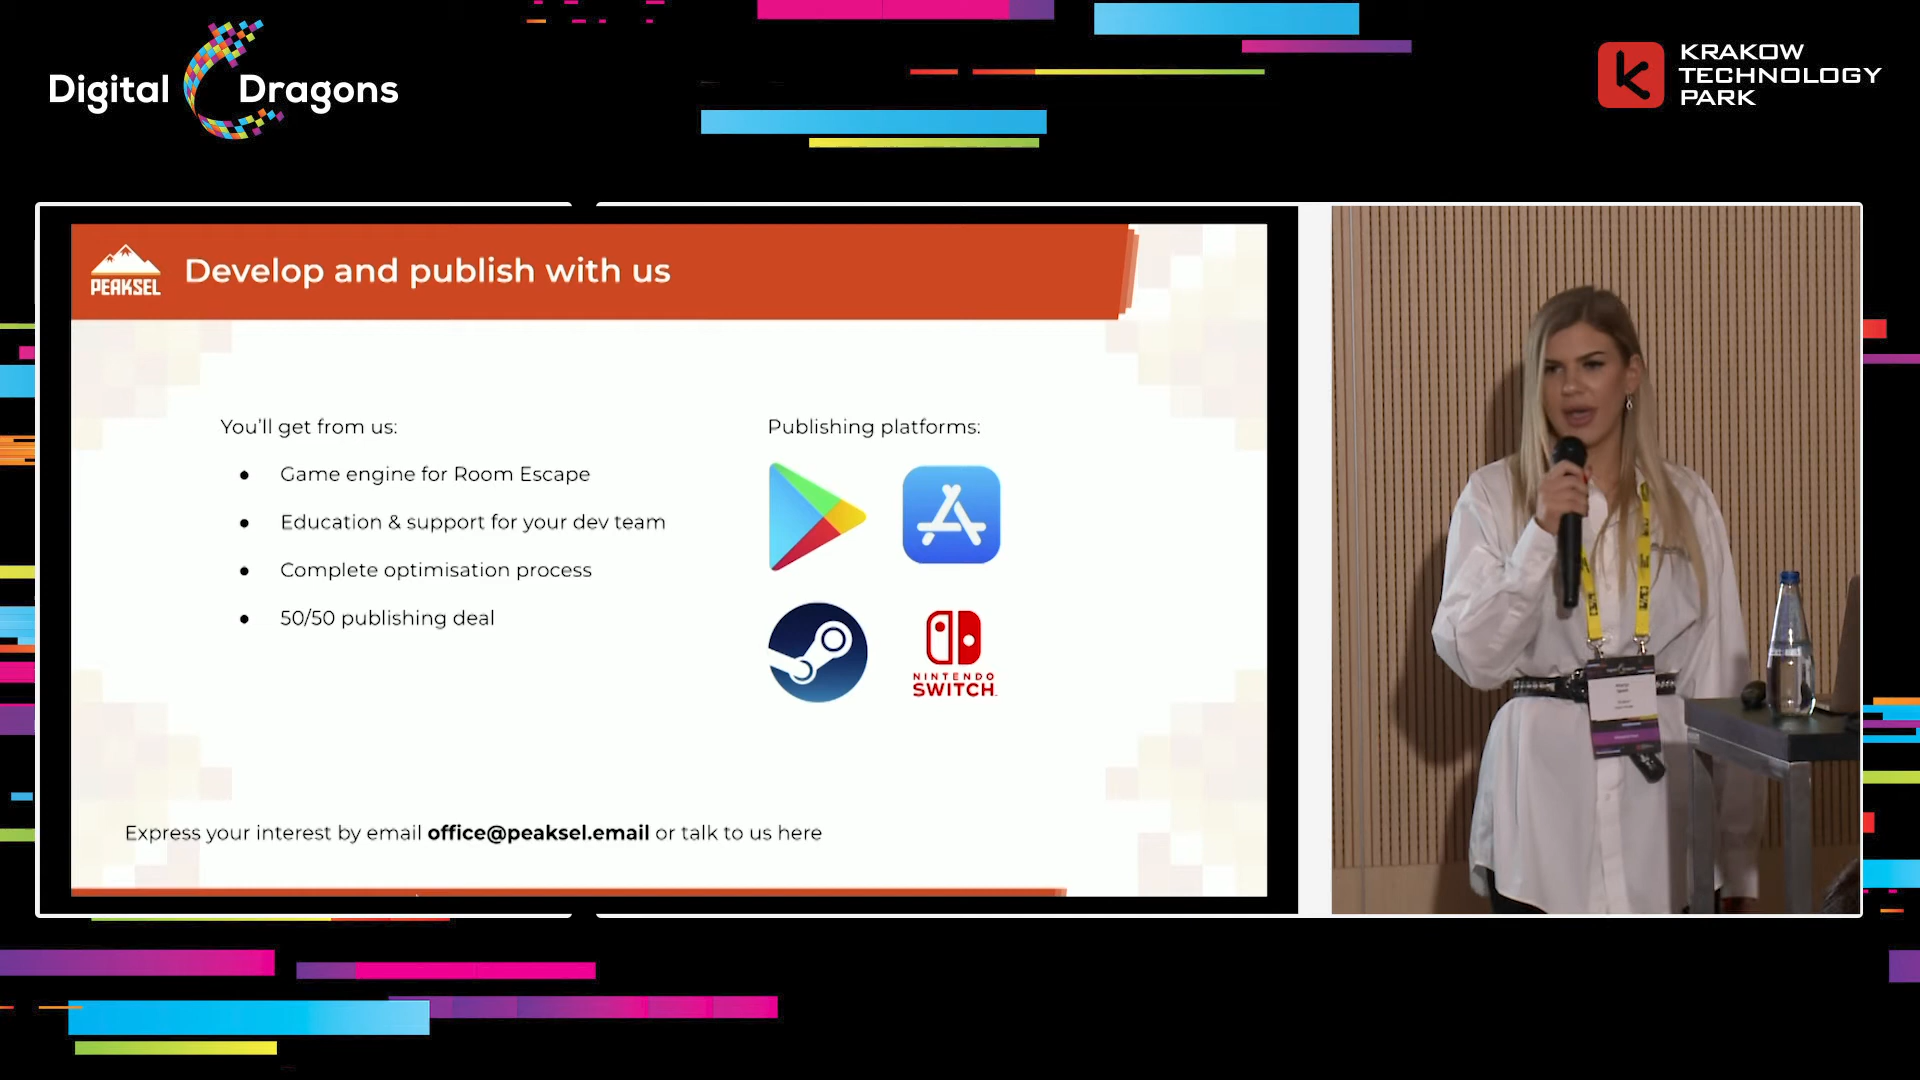 Digital Dragons
KRAKOW
TECHNOLOGY
PARK
PEAKSEL
Develop and publish with us
You'll get from us:
● Game engine for Room Escape
● Education & support for your dev team
● Complete optimisation process
● 50/50 publishing deal
Publishing platforms:
NINTENDO
SWITCH
Express your interest by email office@peaksel.email or talk to us here